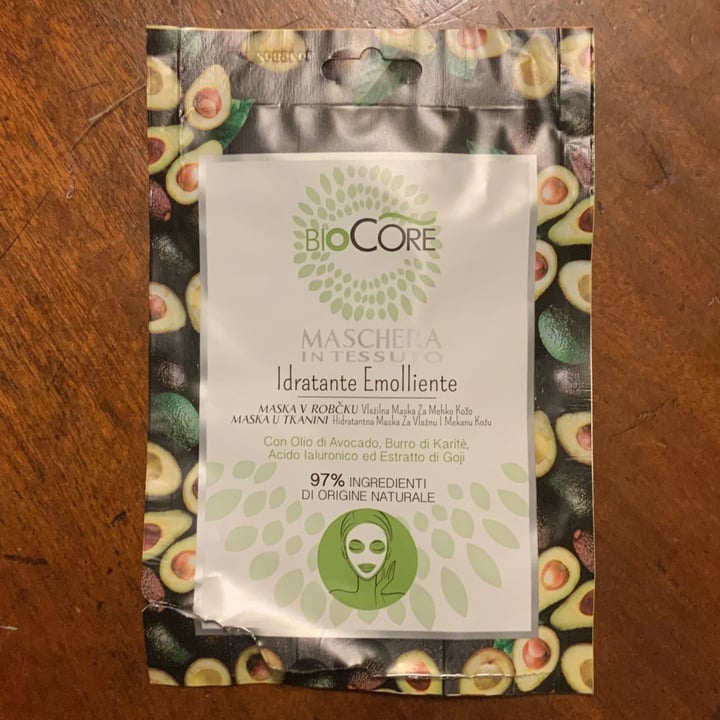 BIOCORE
MASCHERA
IN TESSUTO
Idratante Emolliente
MASKA V ROBČKU Vlažilna Maska Za Mehko Kožo
MASKA U TKANINI Hidratantna Maska Za Vlažnu I Mekanu Kožu
Con Olio di Avocado, Burro di Karitè,
Acido Ialuronico ed Estratto di Goji
97% INGREDIENTI
DI ORIGINE NATURALE